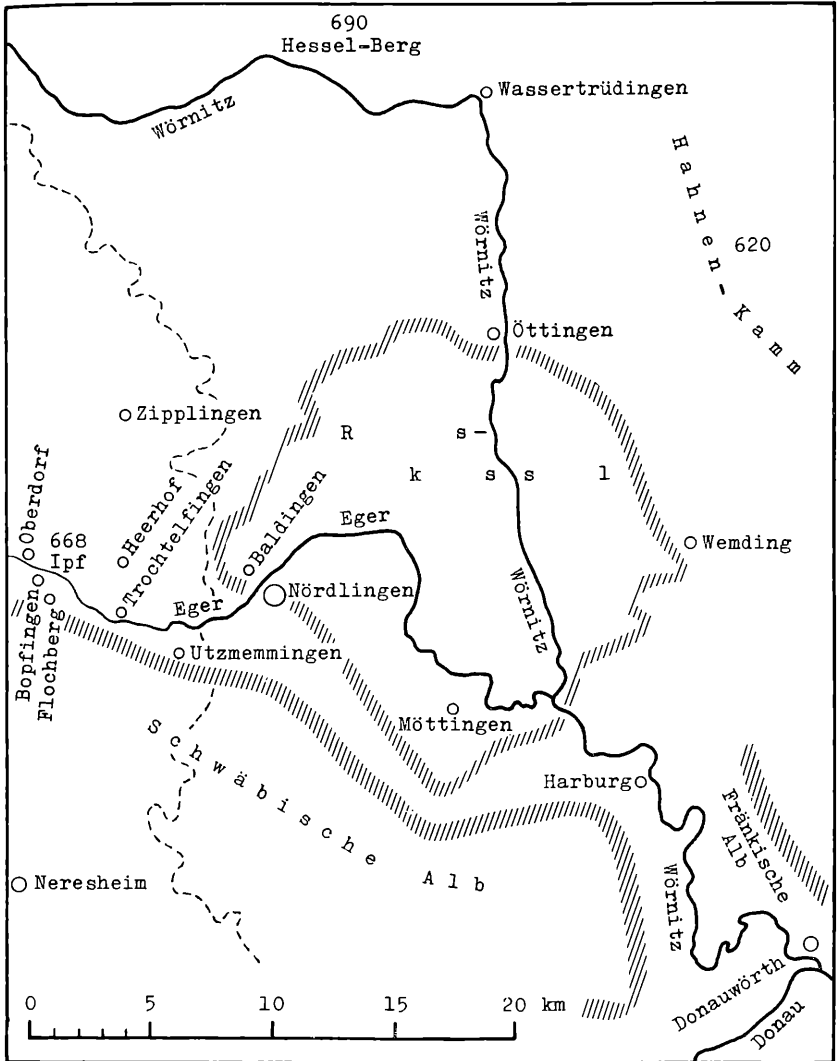 690
Hessel-Berg
Wörnitz
Wassertrüdingen
Hahnen-Kamm
620
Wörnitz
Öttingen
Zipplingen
R s-
k s s l
Oberdorf
668
Ipf
Heerhof
Trochtelfingen
Baldingen
Eger
Wemding
Bopfingen
Flochberg
Eger
Nördlingen
Wörnitz
Utzmemmingen
Möttingen
Schwäbische Alb
Harburg
Fränkische
Alb
Neresheim
Wörnitz
Donauwörth
Donau
0 5 10 15 20 km